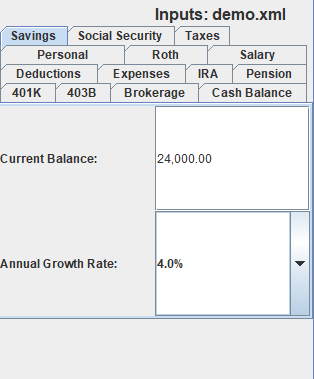 Inputs: demo.xml
Savings Social Security Taxes
Personal Roth Salary
Deductions Expenses IRA Pension
401K 403B Brokerage Cash Balance
Current Balance: 24,000.00
Annual Growth Rate: 4.0%